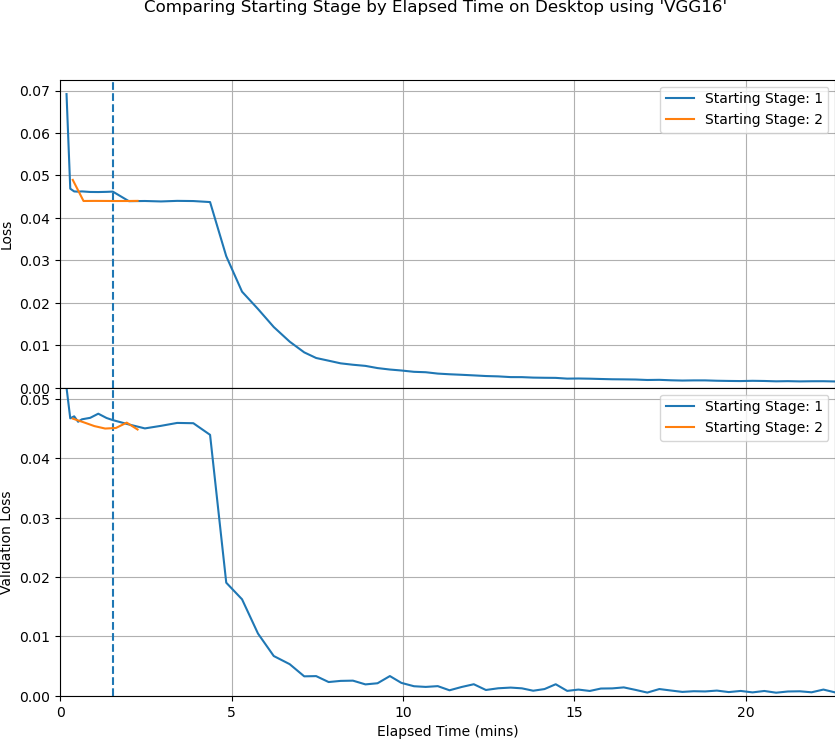 Comparing Starting Stage by Elapsed Time on Desktop using 'VGG16'
0.07
0.06
0.05
0.04
0.03
0.02
0.01
0.00
Loss
Starting Stage: 1
Starting Stage: 2
0.05
0.04
0.03
0.02
0.01
0.00
Validation Loss
Starting Stage: 1
Starting Stage: 2
0
5
10
15
20
Elapsed Time (mins)